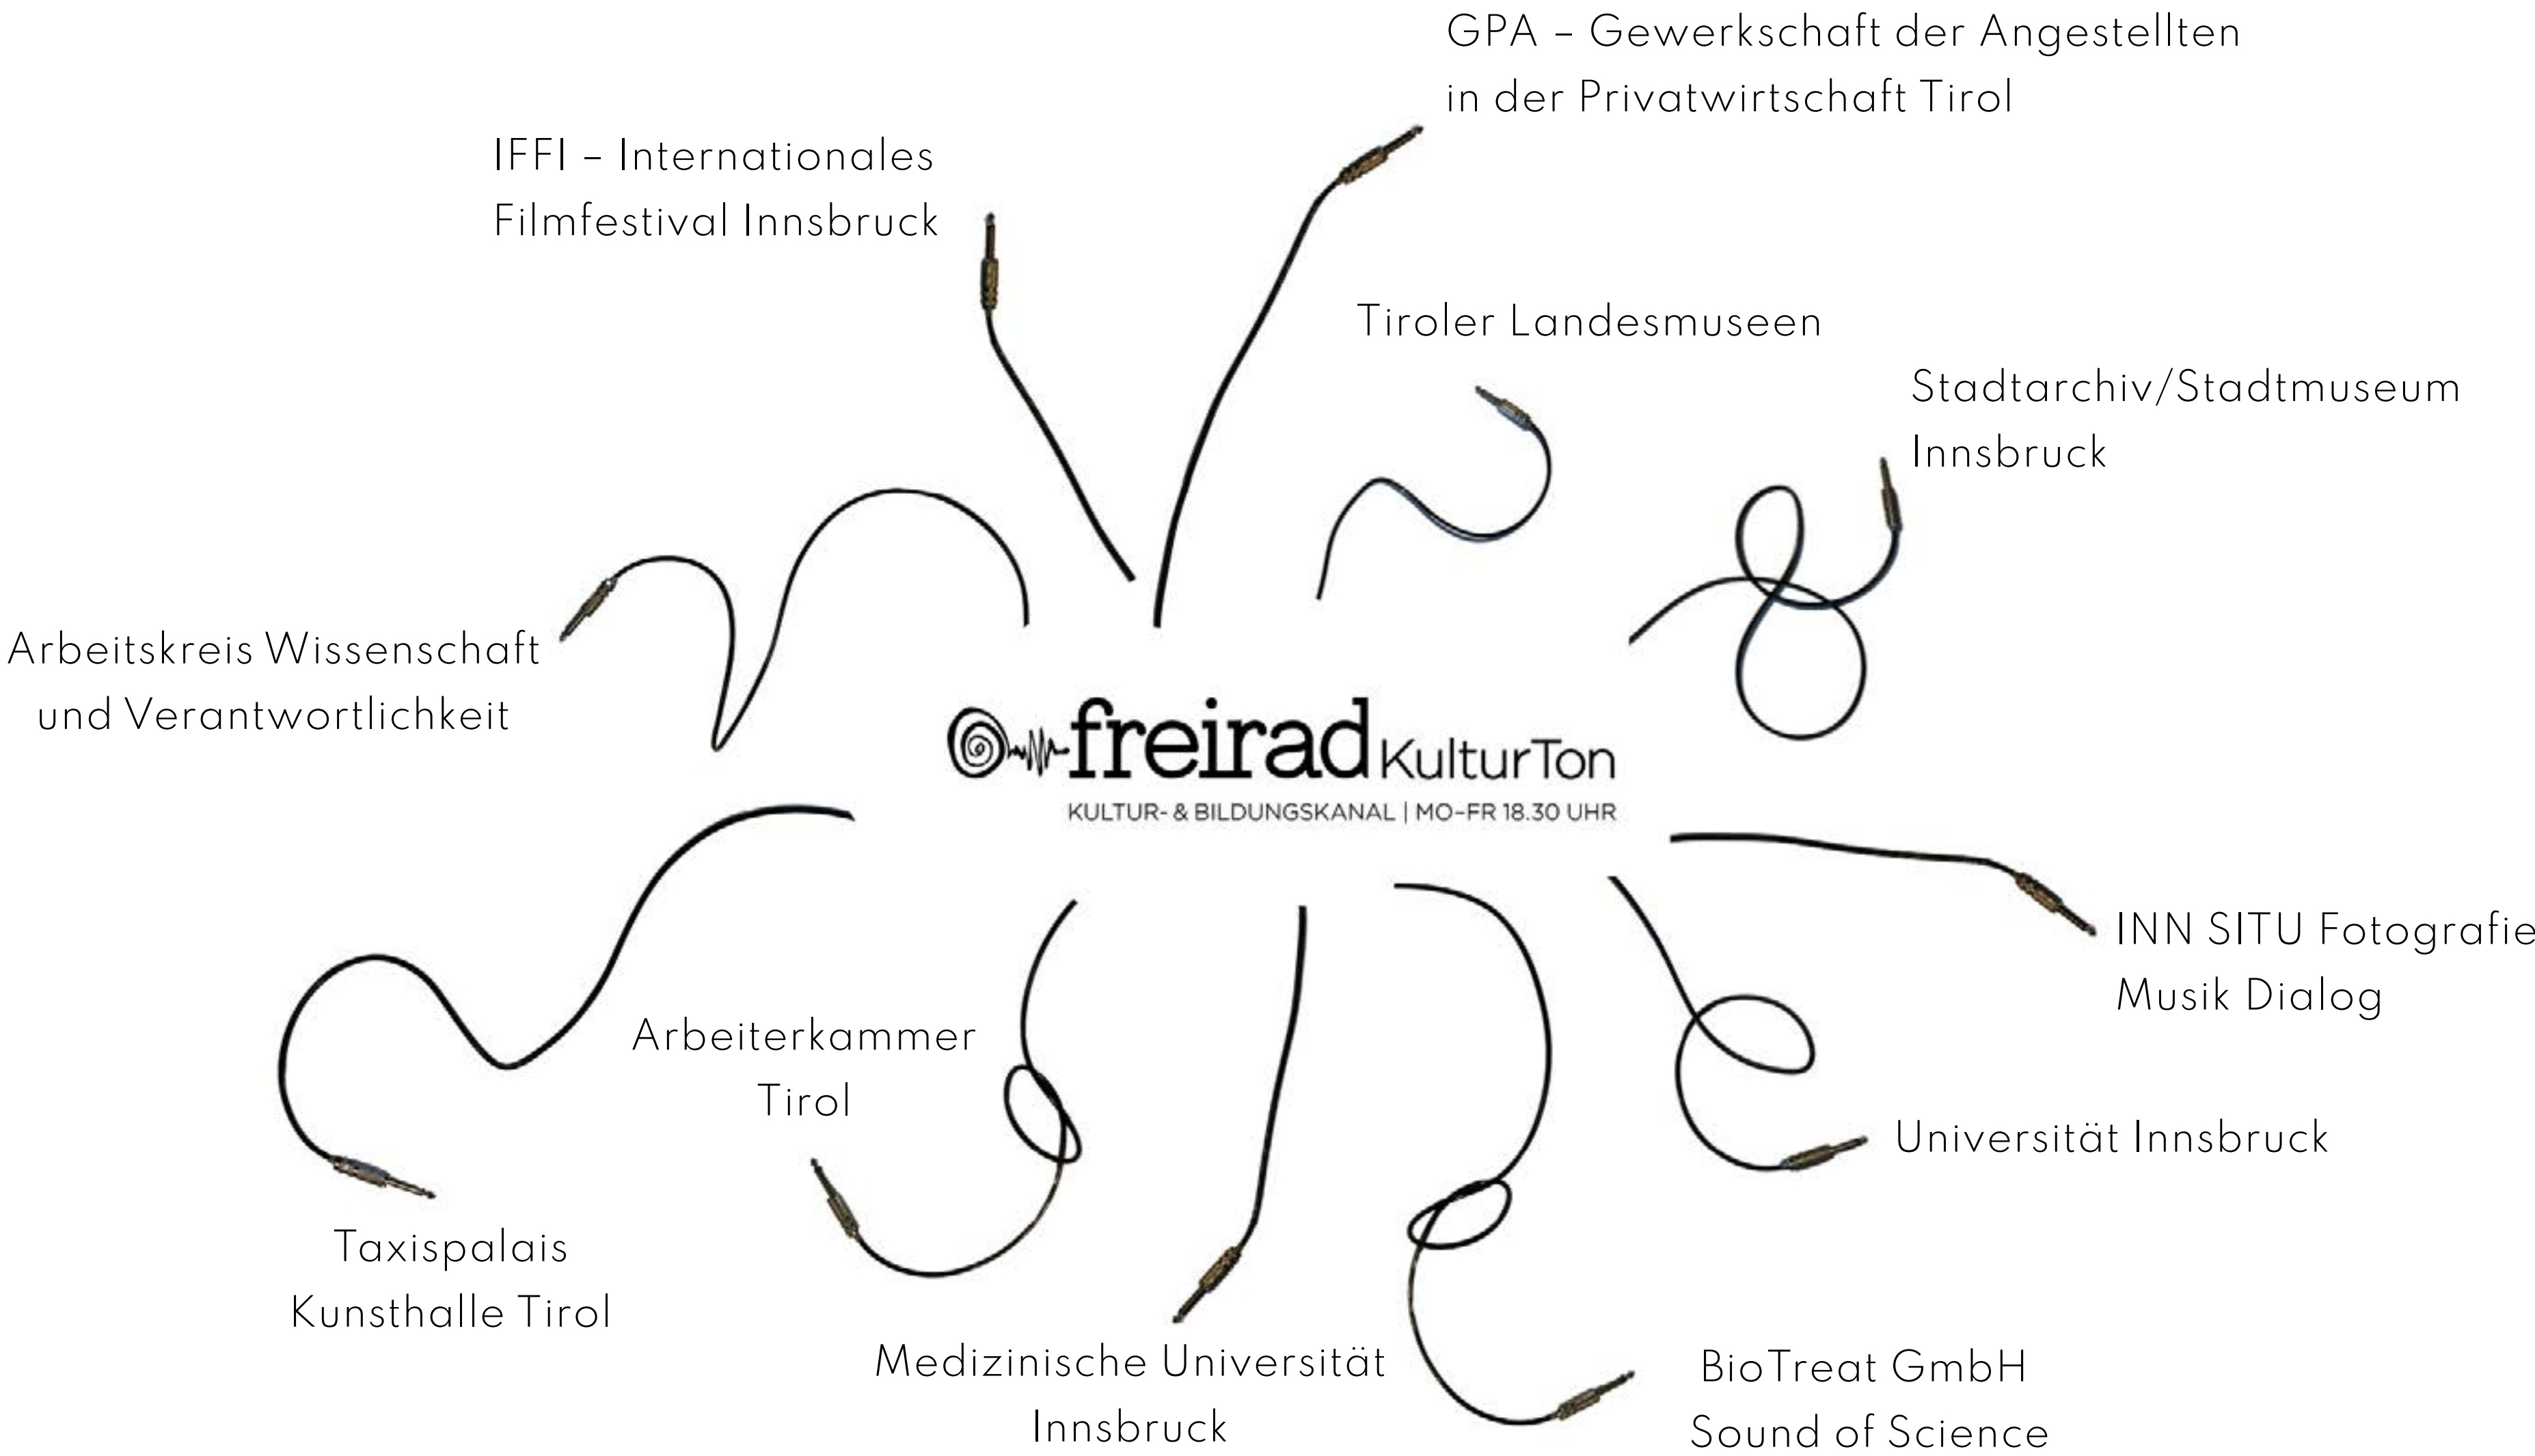 GPA – Gewerkschaft der Angestellten
in der Privatwirtschaft Tirol
IFFI – Internationales
Filmfestival Innsbruck
Tiroler Landesmuseen
Stadtarchiv/Stadtmuseum
Innsbruck
Arbeitskreis Wissenschaft
und Verantwortlichkeit
freirad KulturTon
KULTUR- & BILDUNGSKANAL | MO–FR 18.30 UHR
INN SITU Fotografie
Musik Dialog
Arbeiterkammer
Tirol
Universität Innsbruck
Taxispalais
Kunsthalle Tirol
Medizinische Universität
Innsbruck
BioTreat GmbH
Sound of Science